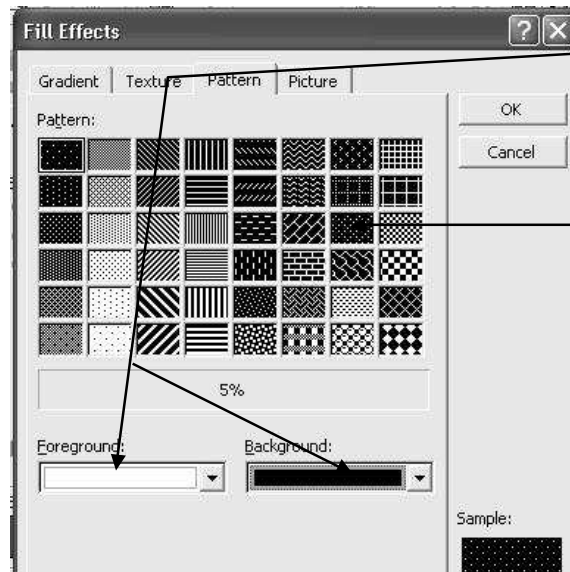 Fill Effects
Gradient Texture Pattern Picture
Pattern:
OK
Cancel
5%
Foreground: Background:
Sample: